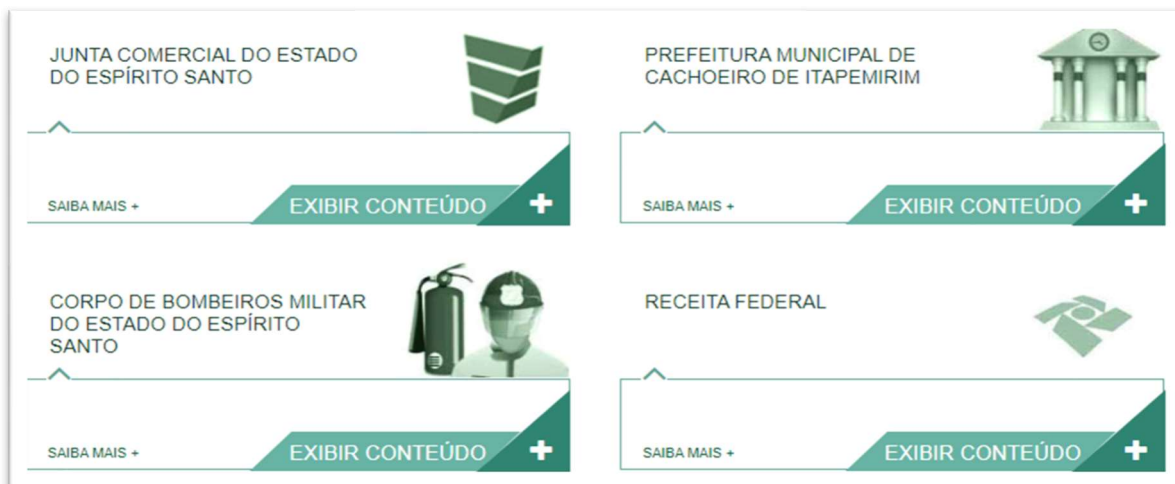 JUNTA COMERCIAL DO ESTADO
DO ESPÍRITO SANTO
SAIBA MAIS +
EXIBIR CONTEÚDO +
PREFEITURA MUNICIPAL DE
CACHOEIRO DE ITAPEMIRIM
SAIBA MAIS +
EXIBIR CONTEÚDO +
CORPO DE BOMBEIROS MILITAR
DO ESTADO DO ESPÍRITO
SANTO
SAIBA MAIS +
EXIBIR CONTEÚDO +
RECEITA FEDERAL
SAIBA MAIS +
EXIBIR CONTEÚDO +